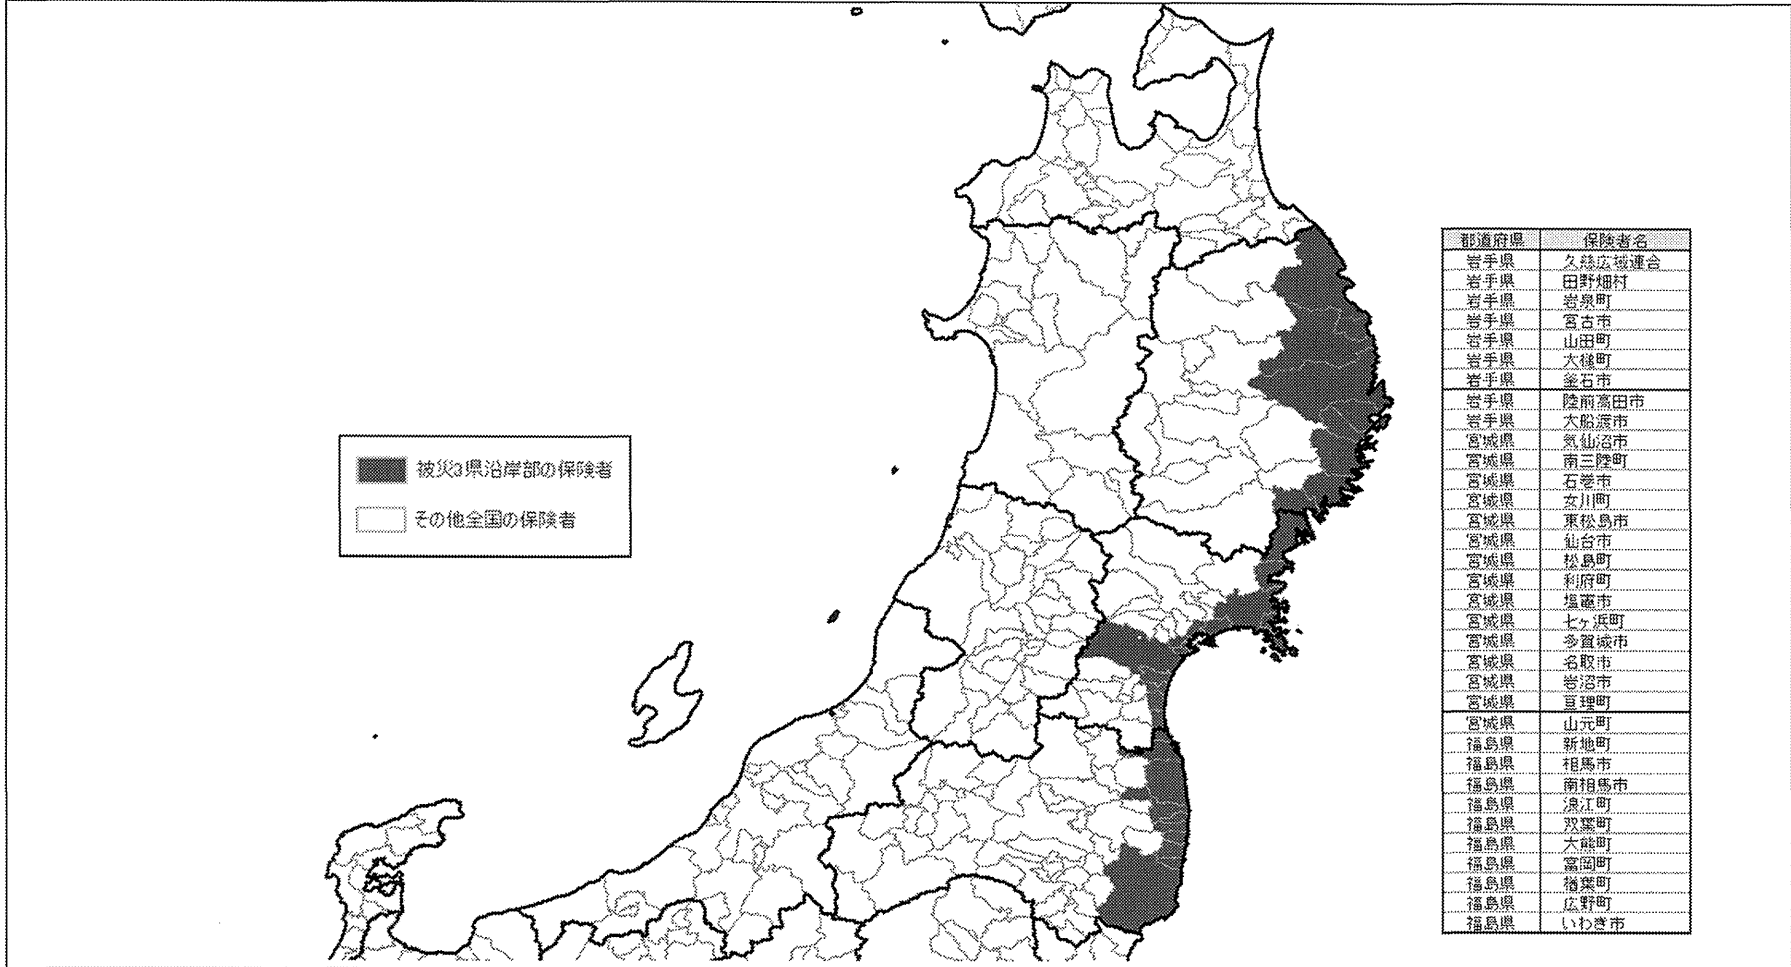 被災3県沿岸部の保険者
その他全国の保険者
都道府県 保険者名
岩手県 久慈広域連合
岩手県 田野畑村
岩手県 岩泉町
岩手県 宮古市
岩手県 山田町
岩手県 大槌町
岩手県 釜石市
岩手県 陸前高田市
岩手県 大船渡市
宮城県 気仙沼市
宮城県 南三陸町
宮城県 石巻市
宮城県 女川町
宮城県 東松島市
宮城県 仙台市
宮城県 松島町
宮城県 利府町
宮城県 塩竈市
宮城県 七ヶ浜町
宮城県 多賀城市
宮城県 名取市
宮城県 岩沼市
宮城県 亘理町
宮城県 山元町
福島県 新地町
福島県 相馬市
福島県 南相馬市
福島県 浪江町
福島県 双葉町
福島県 大熊町
福島県 富岡町
福島県 楢葉町
福島県 広野町
福島県 いわき市